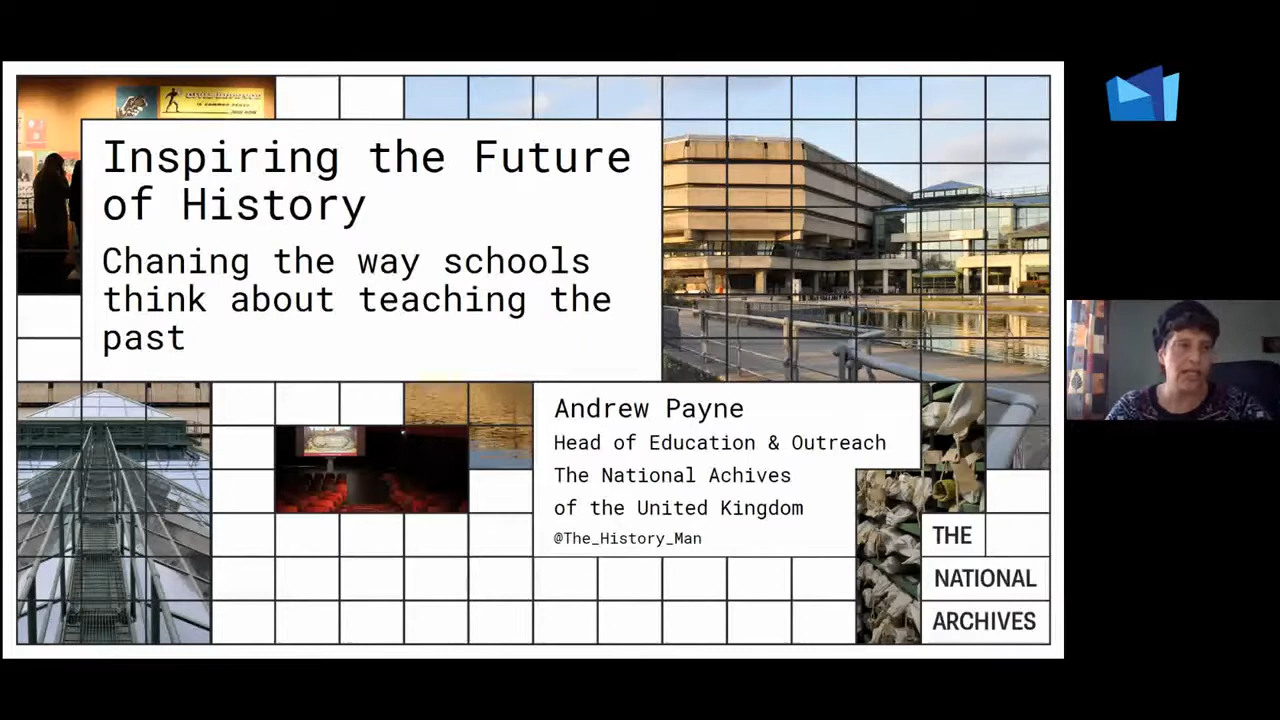 Inspiring the Future
of History
Chaning the way schools
think about teaching the
past
Andrew Payne
Head of Education & Outreach
The National Achives
of the United Kingdom
@The_History_Man
THE
NATIONAL
ARCHIVES